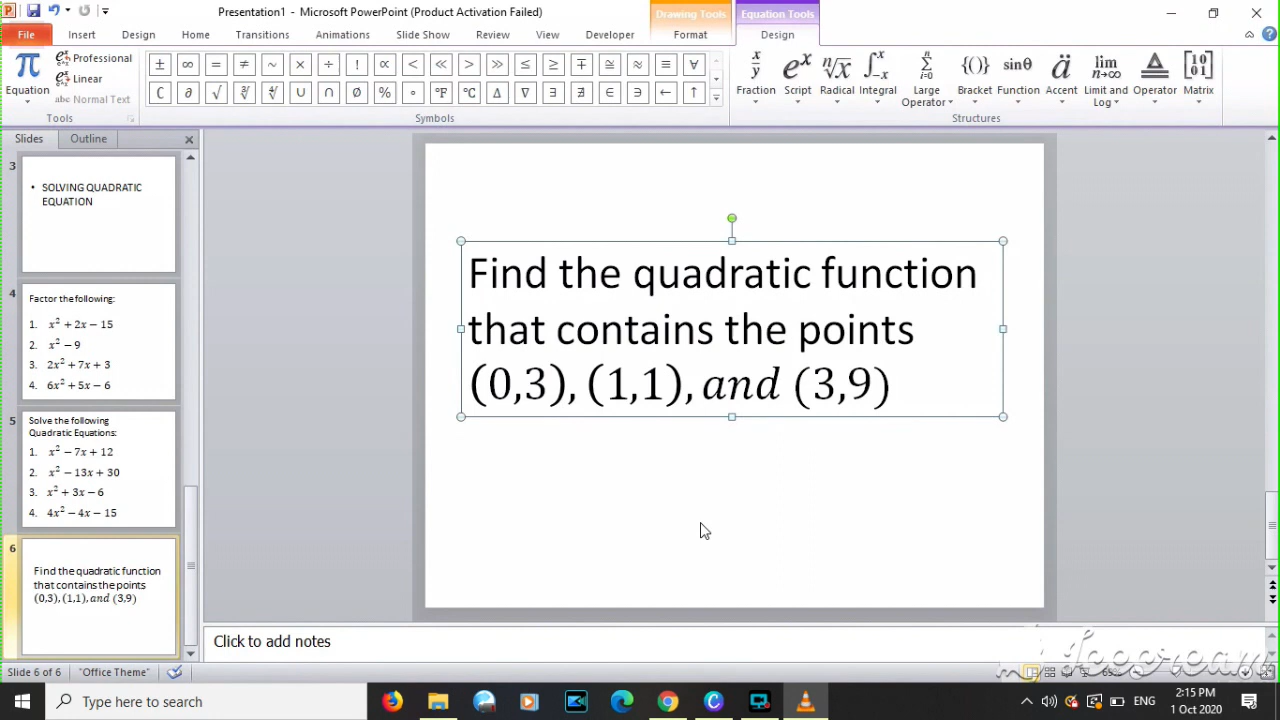 Presentation1 - Microsoft PowerPoint (Product Activation Failed)
Drawing Tools
Equation Tools
File Insert Design Home Transitions Animations Slide Show Review View Developer Format Design
Professional
Linear
abc Normal Text
Equation
Tools
± ∞ = ≠ ~ × ÷ ! ∝ < ≪ > ≫ ≤ ≥ ∓ ≅ ≈ ≡ ∀
∁ ∂ √ ∛ ∜ ∪ ∩ ∅ % ° °F °C ∆ ∇ ∃ ∄ ∈ ∋ ← ↑
Symbols
Fraction Script Radical Integral Large Operator Bracket Function Accent Limit and Log Operator Matrix
Structures
Slides Outline
3
• SOLVING QUADRATIC
EQUATION
4
Factor the following:
1. x² + 2x − 15
2. x² − 9
3. 2x² + 7x + 3
4. 6x² + 5x − 6
5
Solve the following
Quadratic Equations:
1. x² − 7x + 12
2. x² − 13x + 30
3. x² + 3x − 6
4. 4x² − 4x − 15
6
Find the quadratic function
that contains the points
(0,3), (1,1), and (3,9)
Find the quadratic function
that contains the points
(0,3), (1,1), and (3,9)
Click to add notes
Slide 6 of 6 "Office Theme"
Type here to search
ENG
2:15 PM
1 Oct 2020